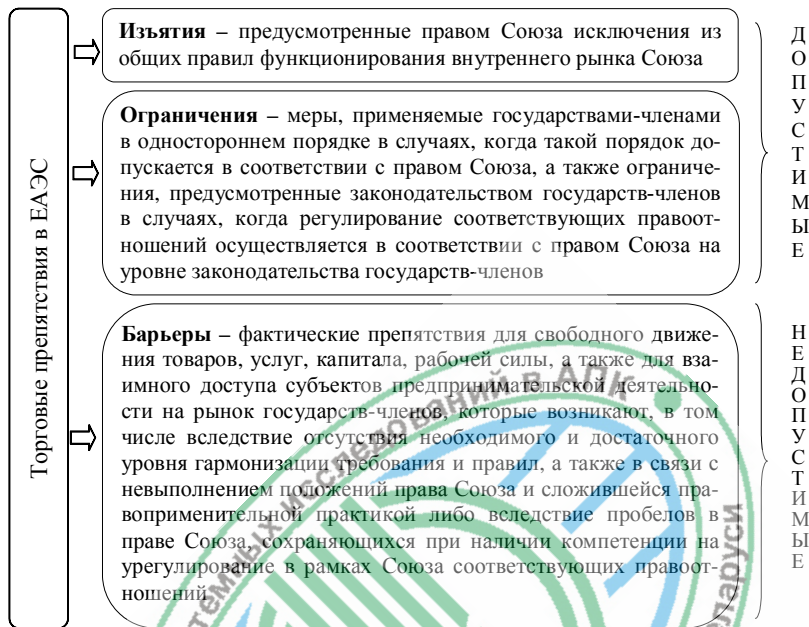 Торговые препятствия в ЕАЭС
Изъятия – предусмотренные правом Союза исключения из
общих правил функционирования внутреннего рынка Союза
Ограничения – меры, применяемые государствами-членами
в одностороннем порядке в случаях, когда такой порядок до-
пускается в соответствии с правом Союза, а также ограниче-
ния, предусмотренные законодательством государств-членов
в случаях, когда регулирование соответствующих правоот-
ношений осуществляется в соответствии с правом Союза на
уровне законодательства государств-членов
ДОПУСТИМЫЕ
Барьеры – фактические препятствия для свободного движе-
ния товаров, услуг, капитала, рабочей силы, а также для вза-
имного доступа субъектов предпринимательской деятельно-
сти на рынок государств-членов, которые возникают, в том
числе вследствие отсутствия необходимого и достаточного
уровня гармонизации требования и правил, а также в связи с
невыполнением положений права Союза и сложившейся пра-
воприменительной практикой либо вследствие пробелов в
праве Союза, сохраняющихся при наличии компетенции на
урегулирование в рамках Союза соответствующих правоот-
ношений
НЕДОПУСТИМЫЕ
исследований в АПК